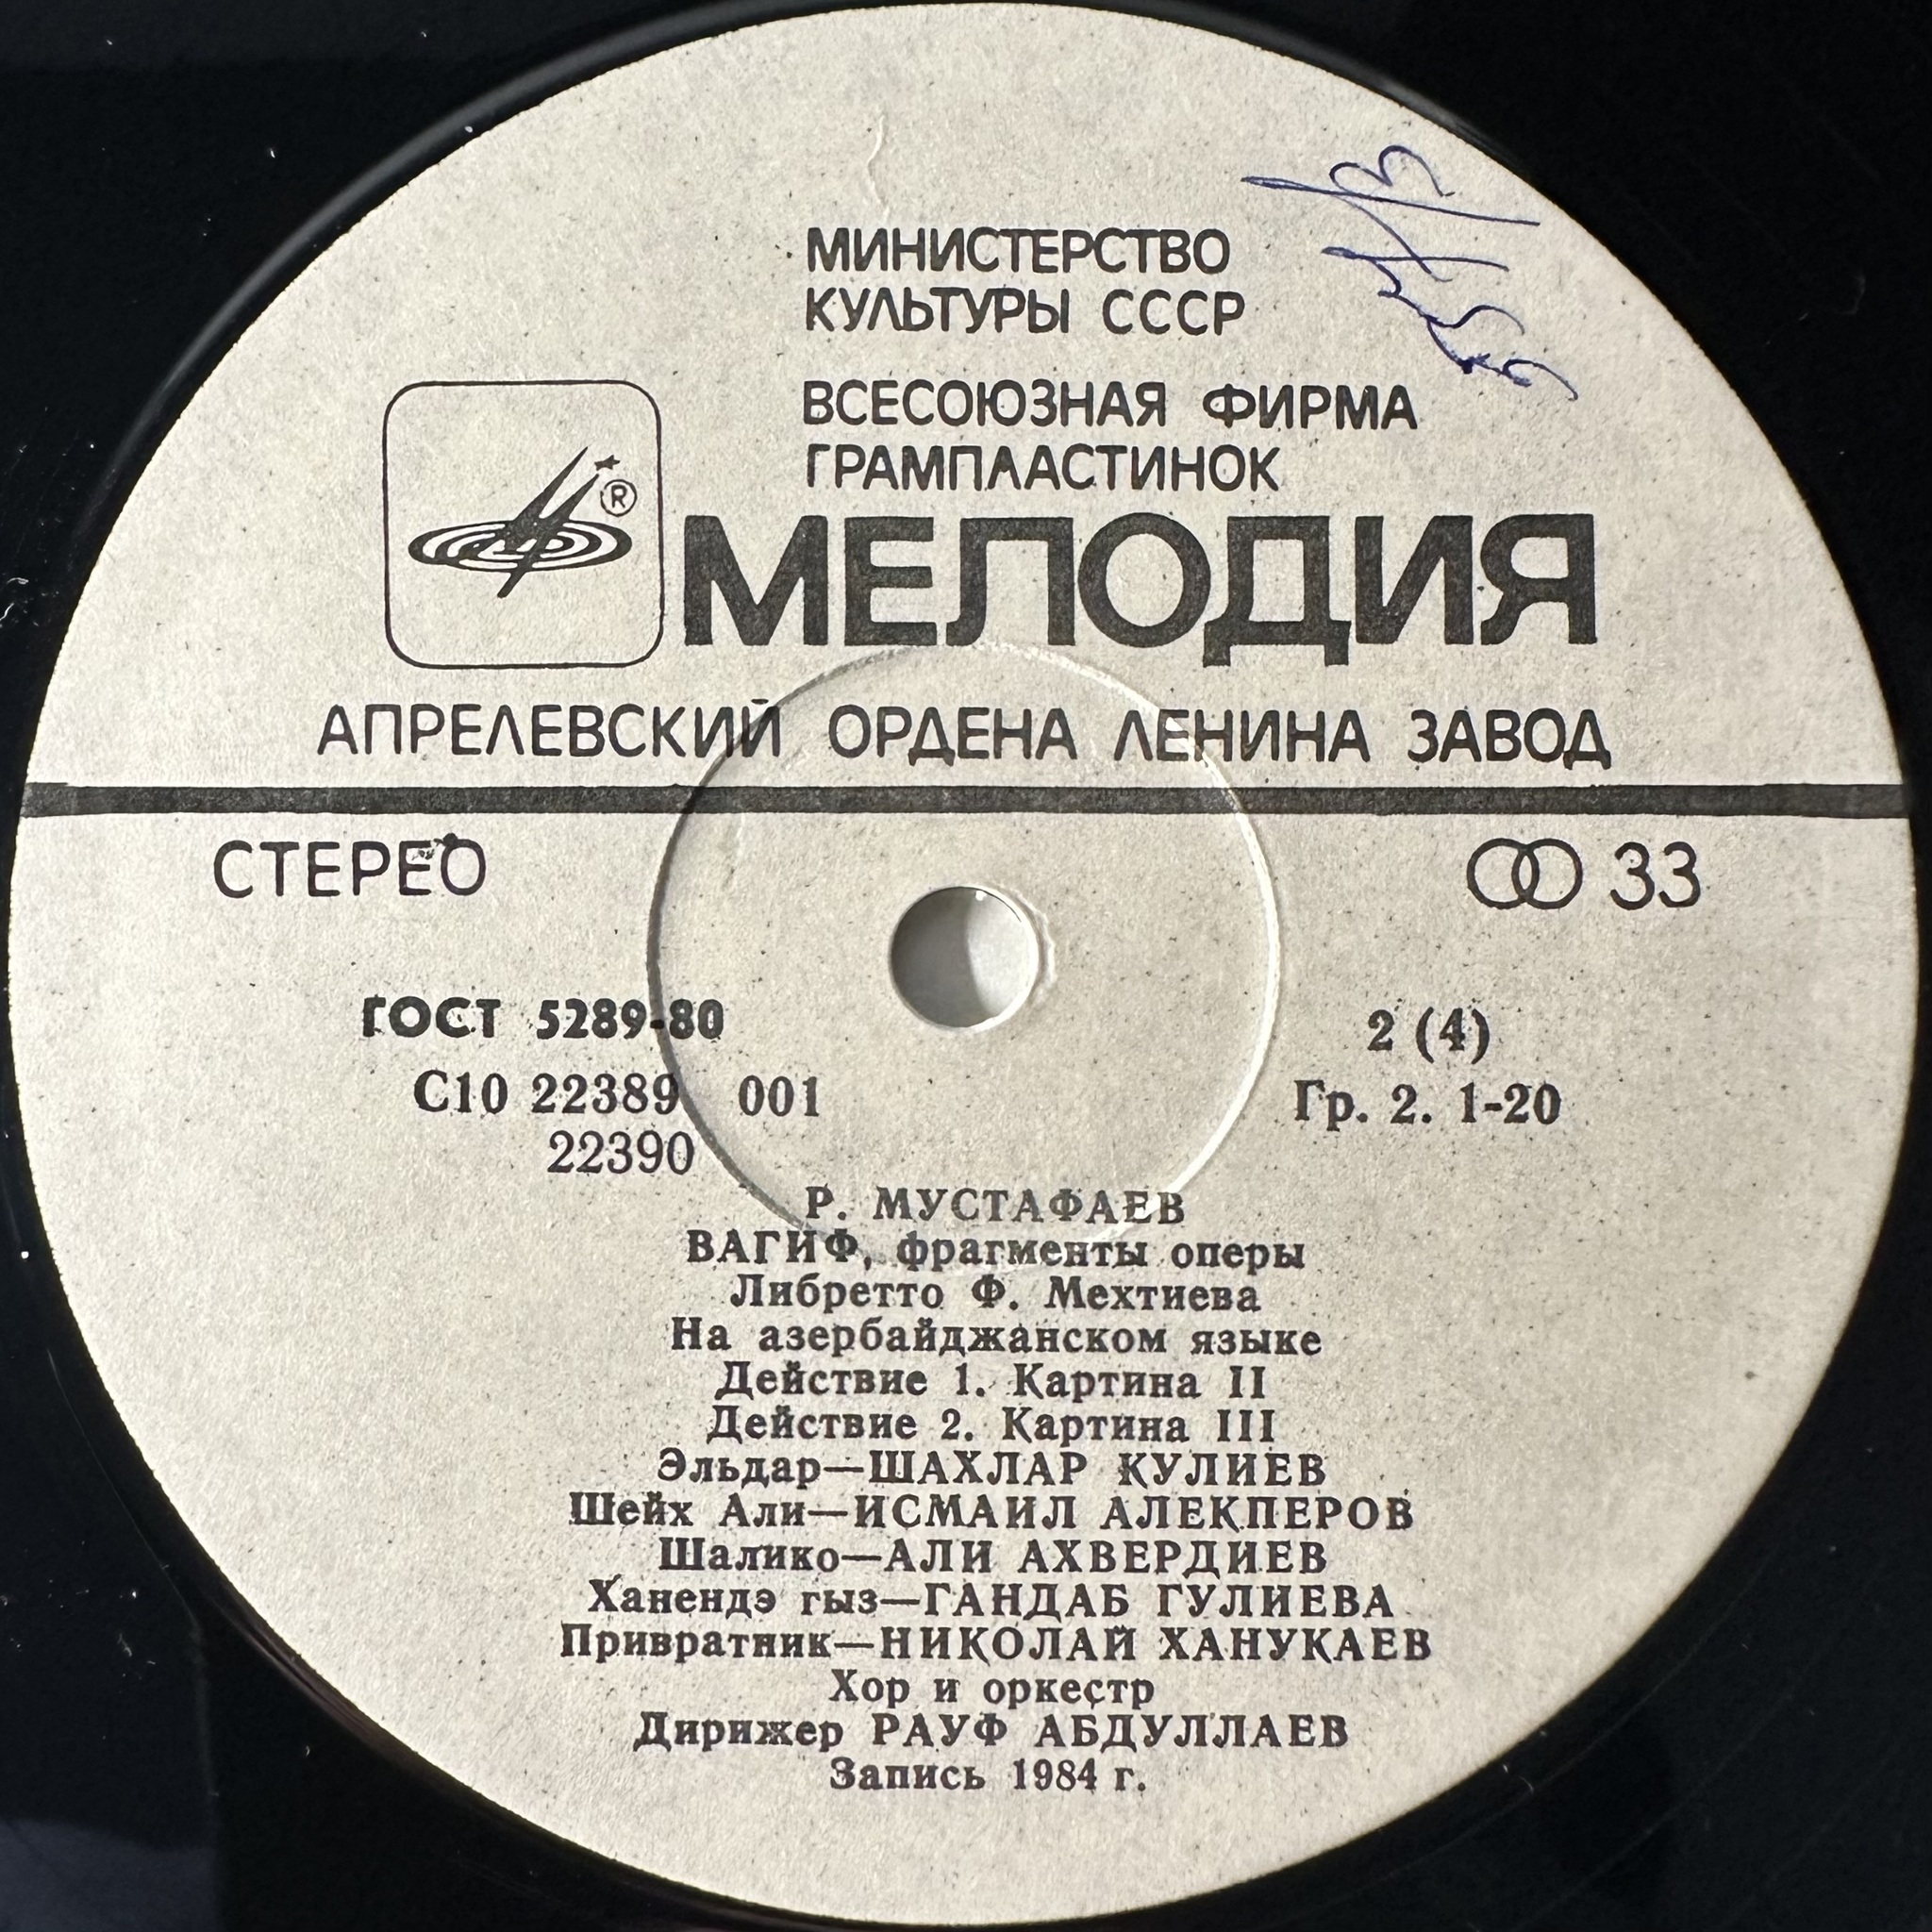 МИНИСТЕРСТВО
КУЛЬТУРЫ СССР
ВСЕСОЮЗНАЯ ФИРМА
ГРАМПЛАСТИНОК
®
МЕЛОДИЯ
АПРЕЛЕВСКИЙ ОРДЕНА ЛЕНИНА ЗАВОД
СТЕРЕО
33
ГОСТ 5289-80
2 (4)
С10 22389 001
Гр. 2. 1-20
22390
Р. МУСТАФАЕВ
ВАГИФ, фрагменты оперы
Либретто Ф. Мехтиева
На азербайджанском языке
Действие 1. Картина II
Действие 2. Картина III
Эльдар—ШАХЛАР КУЛИЕВ
Шейх Али—ИСМАИЛ АЛЕКПЕРОВ
Шалико—АЛИ АХВЕРДИЕВ
Ханендэ гыз—ГАНДАБ ГУЛИЕВА
Привратник—НИКОЛАЙ ХАНУКАЕВ
Хор и оркестр
Дирижер РАУФ АБДУЛЛАЕВ
Запись 1984 г.